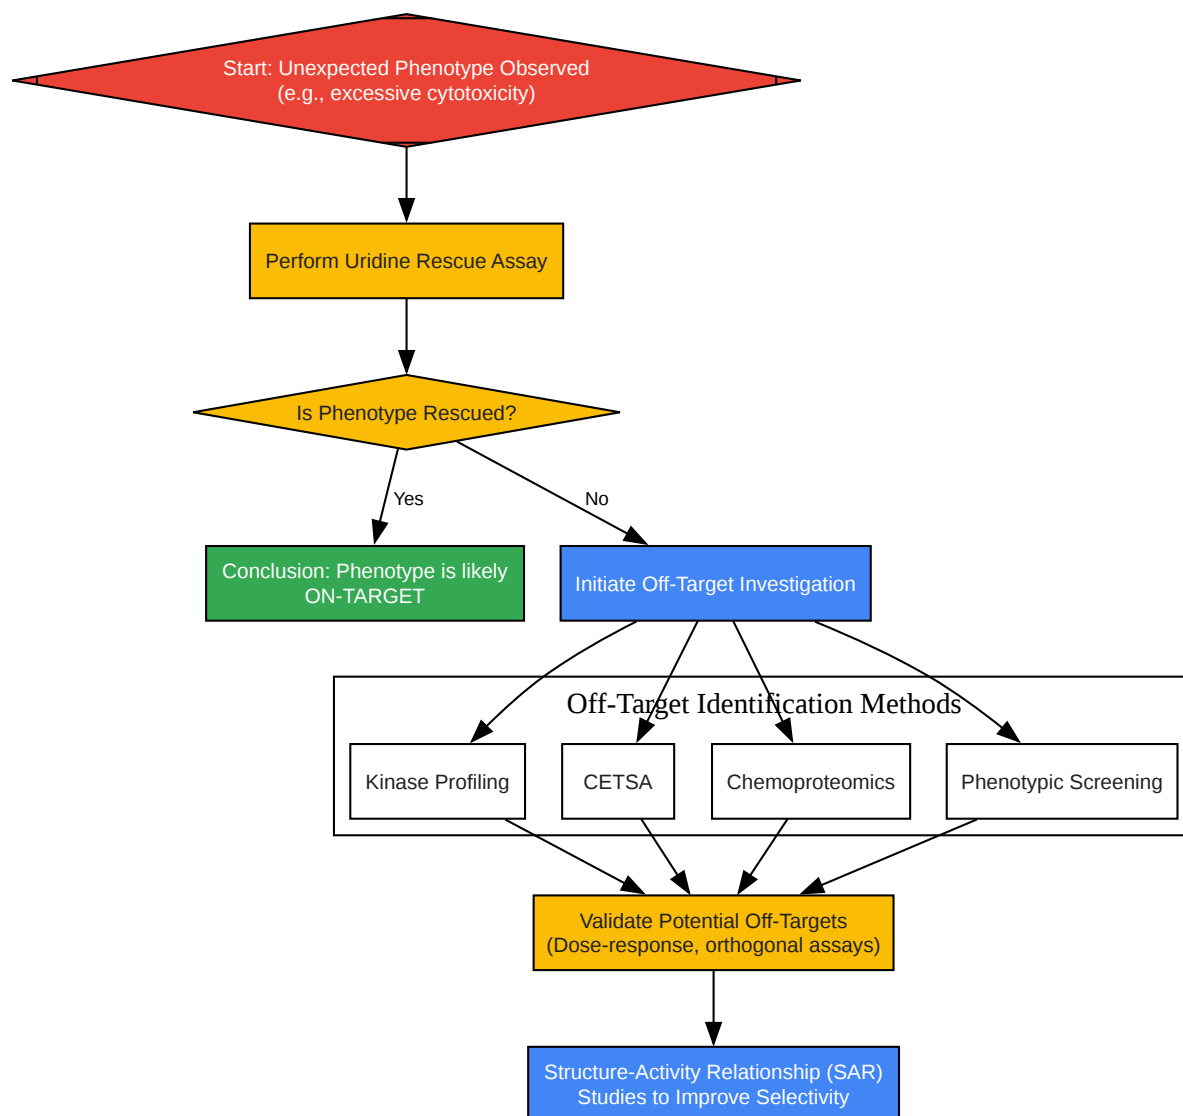 Start: Unexpected Phenotype Observed
(e.g., excessive cytotoxicity)
Perform Uridine Rescue Assay
Is Phenotype Rescued?
Yes
No
Conclusion: Phenotype is likely
ON-TARGET
Initiate Off-Target Investigation
Off-Target Identification Methods
Kinase Profiling
CETSA
Chemoproteomics
Phenotypic Screening
Validate Potential Off-Targets
(Dose-response, orthogonal assays)
Structure-Activity Relationship (SAR)
Studies to Improve Selectivity